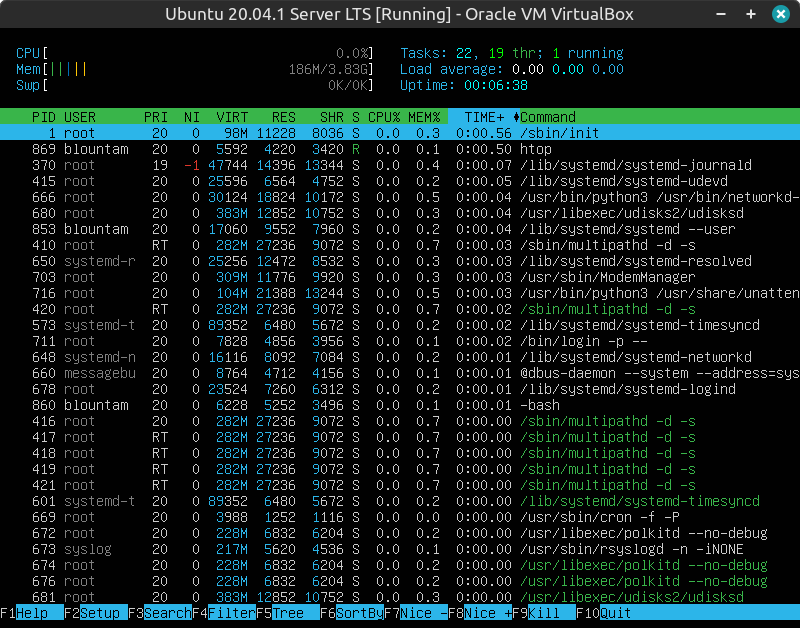 Ubuntu 20.04.1 Server LTS [Running] - Oracle VM VirtualBox
CPU[ 0.0%] Tasks: 22, 19 thr; 1 running
Mem[||||| 186M/3.83G] Load average: 0.00 0.00 0.00
Swp[ 0K/0K] Uptime: 00:06:38
PID USER PRI NI VIRT RES SHR S CPU% MEM% TIME+ Command
1 root 20 0 98M 11228 8036 S 0.0 0.3 0:00.56 /sbin/init
869 blountam 20 0 5592 4220 3420 R 0.0 0.1 0:00.50 htop
370 root 19 -1 47744 14396 13344 S 0.0 0.4 0:00.07 /lib/systemd/systemd-journald
415 root 20 0 25596 6564 4752 S 0.0 0.2 0:00.05 /lib/systemd/systemd-udevd
666 root 20 0 30124 18824 10172 S 0.0 0.5 0:00.04 /usr/bin/python3 /usr/bin/networkd-
680 root 20 0 383M 12852 10752 S 0.0 0.3 0:00.04 /usr/libexec/udisks2/udisksd
853 blountam 20 0 17060 9552 7960 S 0.0 0.2 0:00.04 /lib/systemd/systemd --user
410 root RT 0 282M 27236 9072 S 0.0 0.7 0:00.03 /sbin/multipathd -d -s
650 systemd-r 20 0 25256 12472 8532 S 0.0 0.3 0:00.03 /lib/systemd/systemd-resolved
703 root 20 0 309M 11776 9920 S 0.0 0.3 0:00.03 /usr/sbin/ModemManager
716 root 20 0 104M 21388 13244 S 0.0 0.5 0:00.03 /usr/bin/python3 /usr/share/unatten
420 root RT 0 282M 27236 9072 S 0.0 0.7 0:00.02 /sbin/multipathd -d -s
573 systemd-t 20 0 89352 6480 5672 S 0.0 0.2 0:00.02 /lib/systemd/systemd-timesyncd
711 root 20 0 7828 4856 3956 S 0.0 0.1 0:00.02 /bin/login -p --
648 systemd-n 20 0 16116 8092 7084 S 0.0 0.2 0:00.01 /lib/systemd/systemd-networkd
660 messagebu 20 0 8764 4712 4156 S 0.0 0.1 0:00.01 @dbus-daemon --system --address=sys
678 root 20 0 23524 7260 6312 S 0.0 0.2 0:00.01 /lib/systemd/systemd-logind
860 blountam 20 0 6228 5252 3496 S 0.0 0.1 0:00.01 -bash
416 root 20 0 282M 27236 9072 S 0.0 0.7 0:00.00 /sbin/multipathd -d -s
417 root RT 0 282M 27236 9072 S 0.0 0.7 0:00.00 /sbin/multipathd -d -s
418 root RT 0 282M 27236 9072 S 0.0 0.7 0:00.00 /sbin/multipathd -d -s
419 root RT 0 282M 27236 9072 S 0.0 0.7 0:00.00 /sbin/multipathd -d -s
421 root RT 0 282M 27236 9072 S 0.0 0.7 0:00.00 /sbin/multipathd -d -s
601 systemd-t 20 0 89352 6480 5672 S 0.0 0.2 0:00.00 /lib/systemd/systemd-timesyncd
669 root 20 0 3988 1252 1116 S 0.0 0.0 0:00.00 /usr/sbin/cron -f -P
672 root 20 0 228M 6832 6204 S 0.0 0.2 0:00.00 /usr/libexec/polkitd --no-debug
673 syslog 20 0 217M 5620 4536 S 0.0 0.1 0:00.00 /usr/sbin/rsyslogd -n -iNONE
674 root 20 0 228M 6832 6204 S 0.0 0.2 0:00.00 /usr/libexec/polkitd --no-debug
676 root 20 0 228M 6832 6204 S 0.0 0.2 0:00.00 /usr/libexec/polkitd --no-debug
681 root 20 0 383M 12852 10752 S 0.0 0.3 0:00.00 /usr/libexec/udisks2/udisksd
F1Help F2Setup F3SearchF4FilterF5Tree F6SortByF7Nice -F8Nice +F9Kill F10Quit